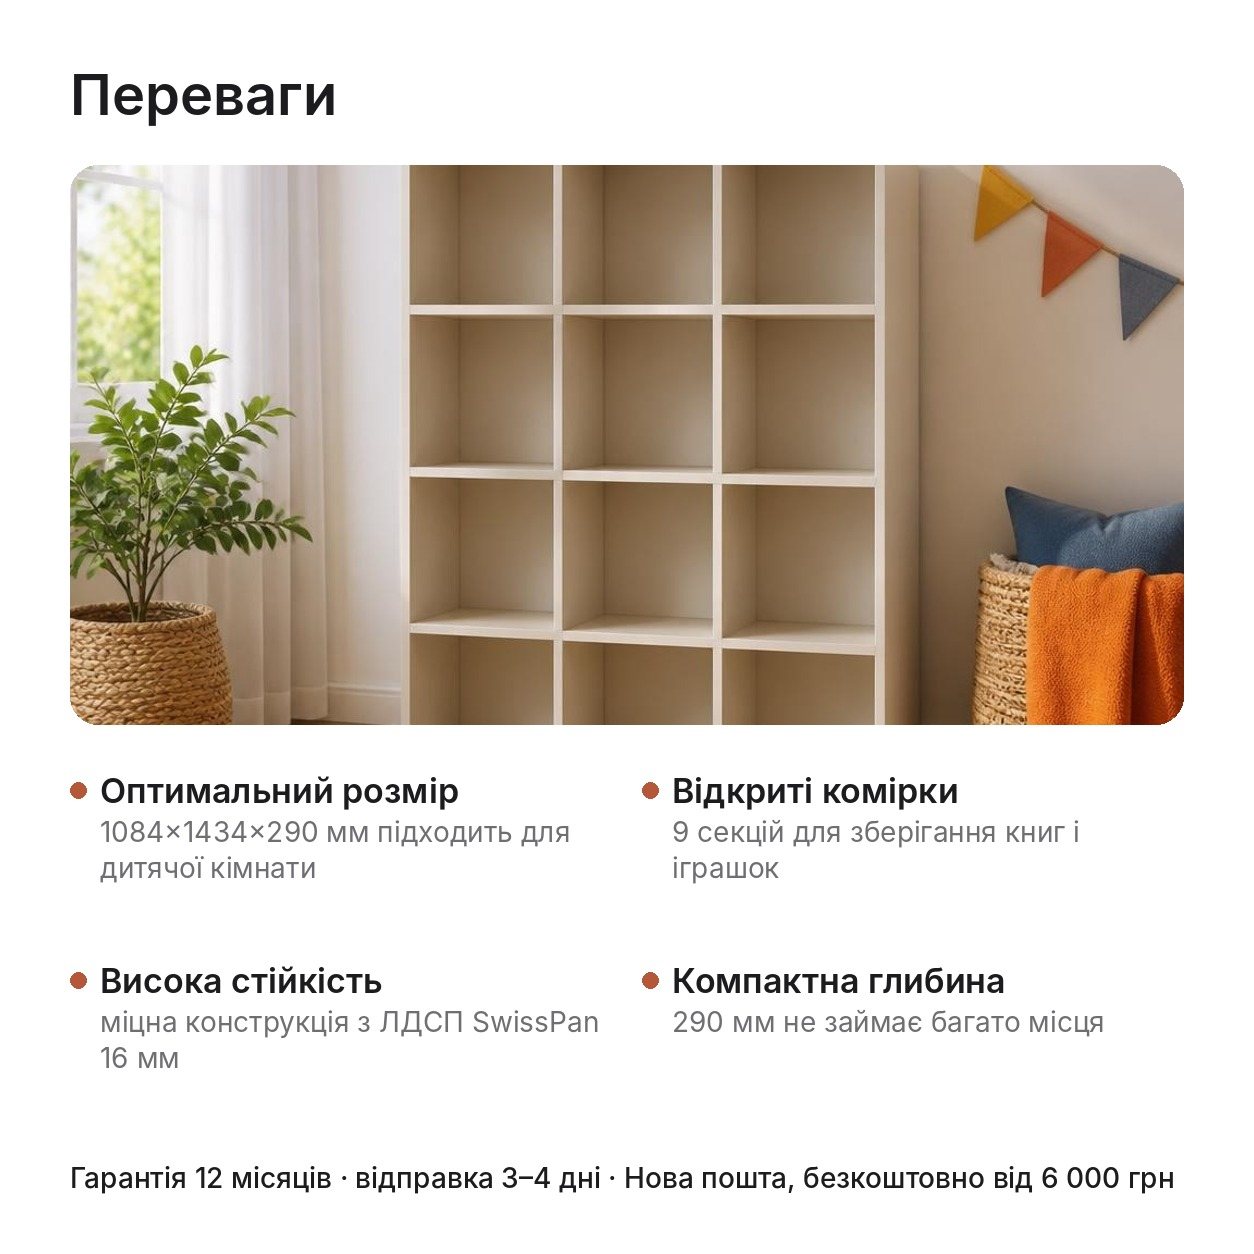 Переваги
Оптимальний розмір
1084×1434×290 мм підходить для
дитячої кімнати
Відкриті комірки
9 секцій для зберігання книг і
іграшок
Висока стійкість
міцна конструкція з ЛДСП SwissPan
16 мм
Компактна глибина
290 мм не займає багато місця
Гарантія 12 місяців · відправка 3–4 дні · Нова пошта, безкоштовно від 6 000 грн